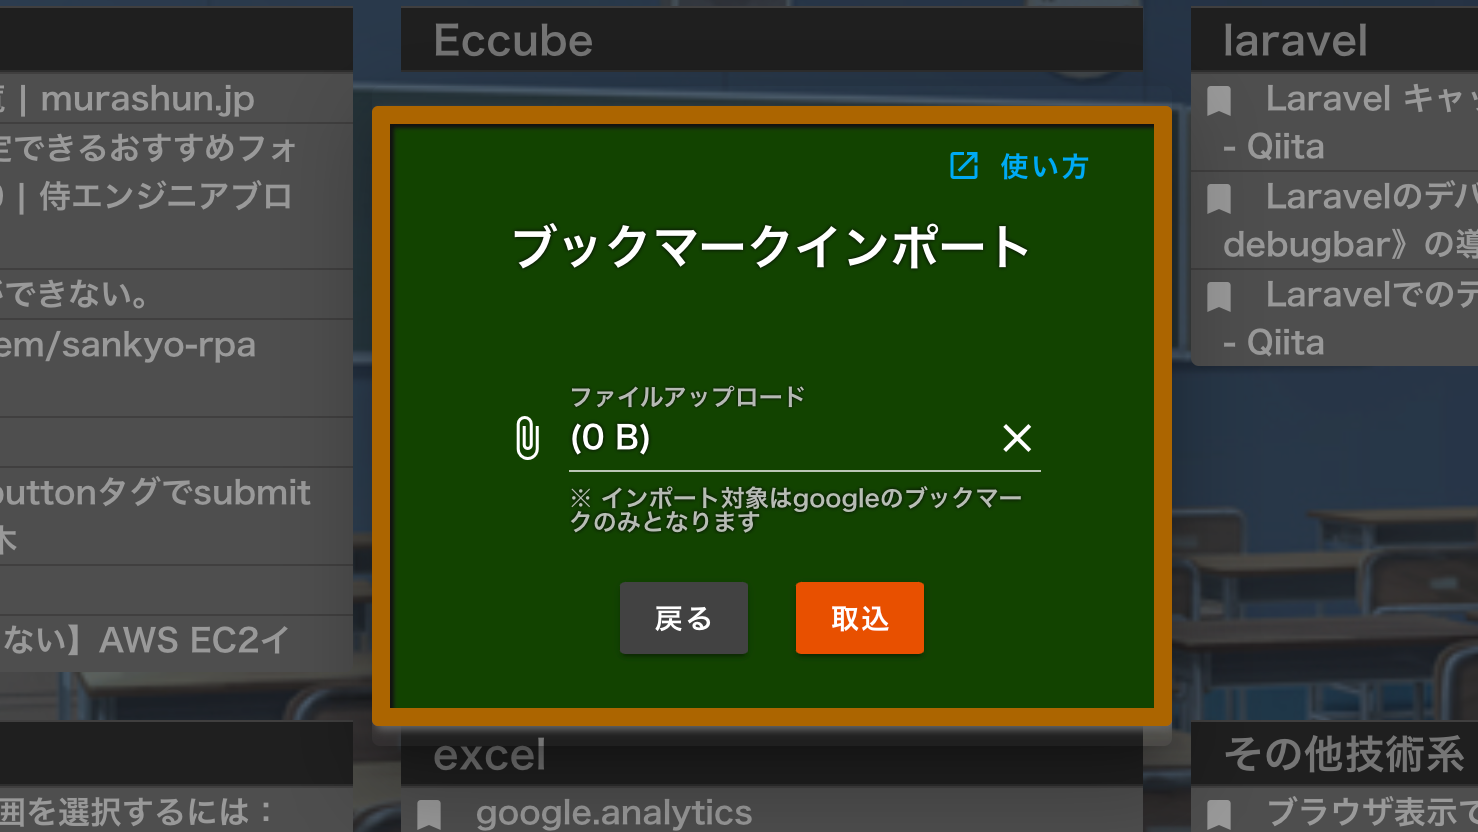 Eccube
laravel
| murashun.jp
定できるおすすめフォ
| 侍エンジニアブロ
ができない。
em/sankyo-rpa
buttonタグでsubmit
ない】AWS EC2イ
使い方
ブックマークインポート
ファイルアップロード
(0 B)
※ インポート対象はgoogleのブックマー
クのみとなります
戻る
取込
Laravel キャッ
- Qiita
Laravelのデバ
debugbar》の導
Laravelでのデ
- Qiita
excel
その他技術系
囲を選択するには：
google.analytics
ブラウザ表示で